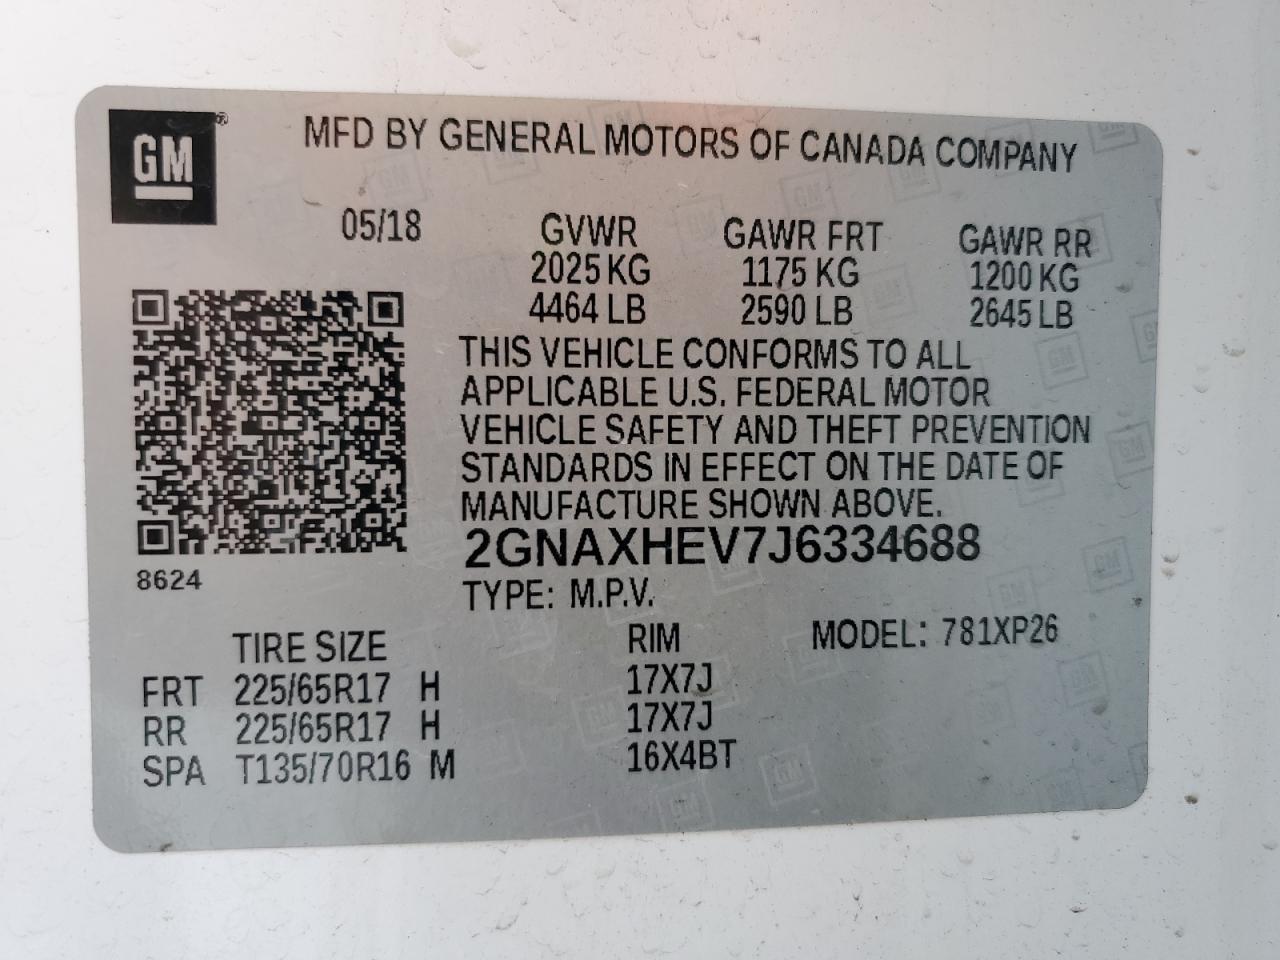 GM®
MFD BY GENERAL MOTORS OF CANADA COMPANY
05/18
GVWR GAWR FRT GAWR RR
2025 KG 1175 KG 1200 KG
4464 LB 2590 LB 2645 LB
THIS VEHICLE CONFORMS TO ALL
APPLICABLE U.S. FEDERAL MOTOR
VEHICLE SAFETY AND THEFT PREVENTION
STANDARDS IN EFFECT ON THE DATE OF
MANUFACTURE SHOWN ABOVE.
2GNAXHEV7J6334688
8624
TYPE: M.P.V.
TIRE SIZE RIM MODEL: 781XP26
FRT 225/65R17 H 17X7J
RR 225/65R17 H 17X7J
SPA T135/70R16 M 16X4BT